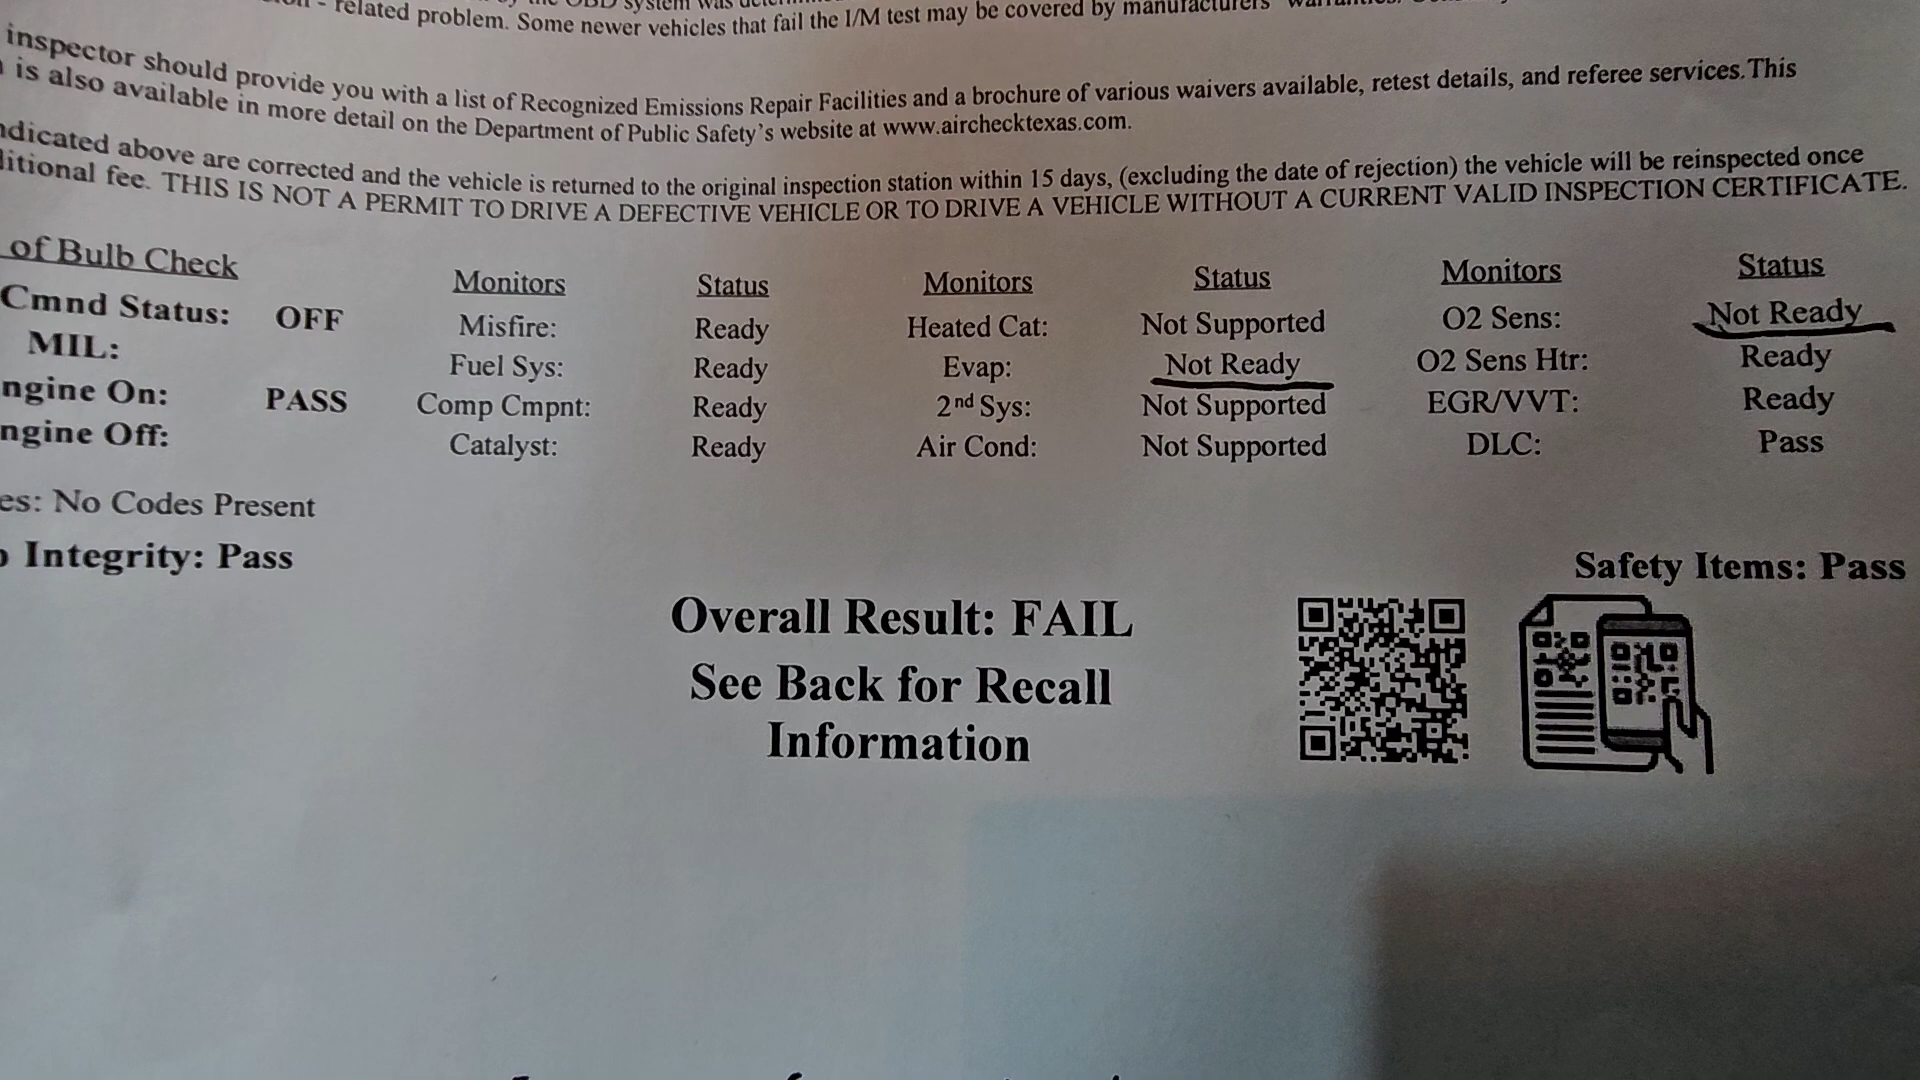 related problem. Some newer vehicles that fail the I/M test may be covered by manufacturers'
inspector should provide you with a list of Recognized Emissions Repair Facilities and a brochure of various waivers available, retest details, and referee services.This
is also available in more detail on the Department of Public Safety's website at www.airchecktexas.com.
ndicated above are corrected and the vehicle is returned to the original inspection station within 15 days, (excluding the date of rejection) the vehicle will be reinspected once
ditional fee. THIS IS NOT A PERMIT TO DRIVE A DEFECTIVE VEHICLE OR TO DRIVE A VEHICLE WITHOUT A CURRENT VALID INSPECTION CERTIFICATE.
of Bulb Check Monitors Status Monitors Status Monitors Status
Cmnd Status: OFF Misfire: Ready Heated Cat: Not Supported O2 Sens: Not Ready
MIL: Fuel Sys: Ready Evap: Not Ready O2 Sens Htr: Ready
ngine On: PASS Comp Cmpnt: Ready 2nd Sys: Not Supported EGR/VVT: Ready
ngine Off: Catalyst: Ready Air Cond: Not Supported DLC: Pass
es: No Codes Present
Integrity: Pass
Safety Items: Pass
Overall Result: FAIL
See Back for Recall
Information